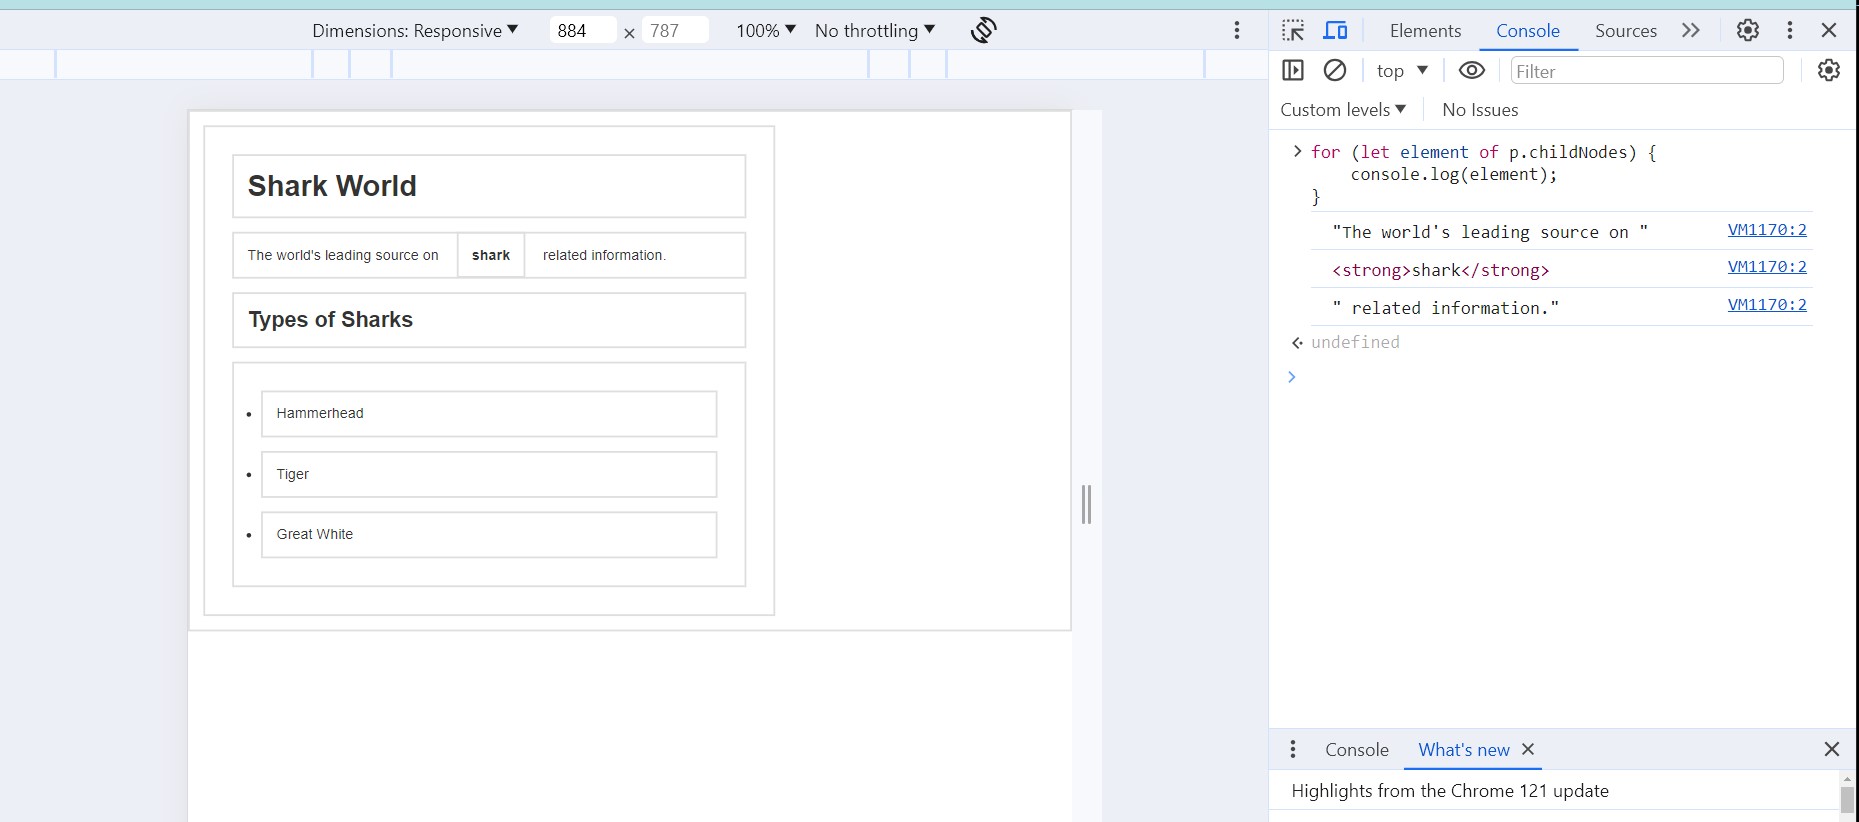 Dimensions: Responsive ▼ 884 × 787 100% ▼ No throttling ▼
Elements Console Sources
top ▼ Filter
Custom levels ▼ No Issues
Shark World
The world's leading source on shark related information.
Types of Sharks
• Hammerhead
• Tiger
• Great White
for (let element of p.childNodes) {
console.log(element);
}
"The world's leading source on " VM1170:2
<strong>shark</strong> VM1170:2
" related information." VM1170:2
undefined
Console What's new
Highlights from the Chrome 121 update